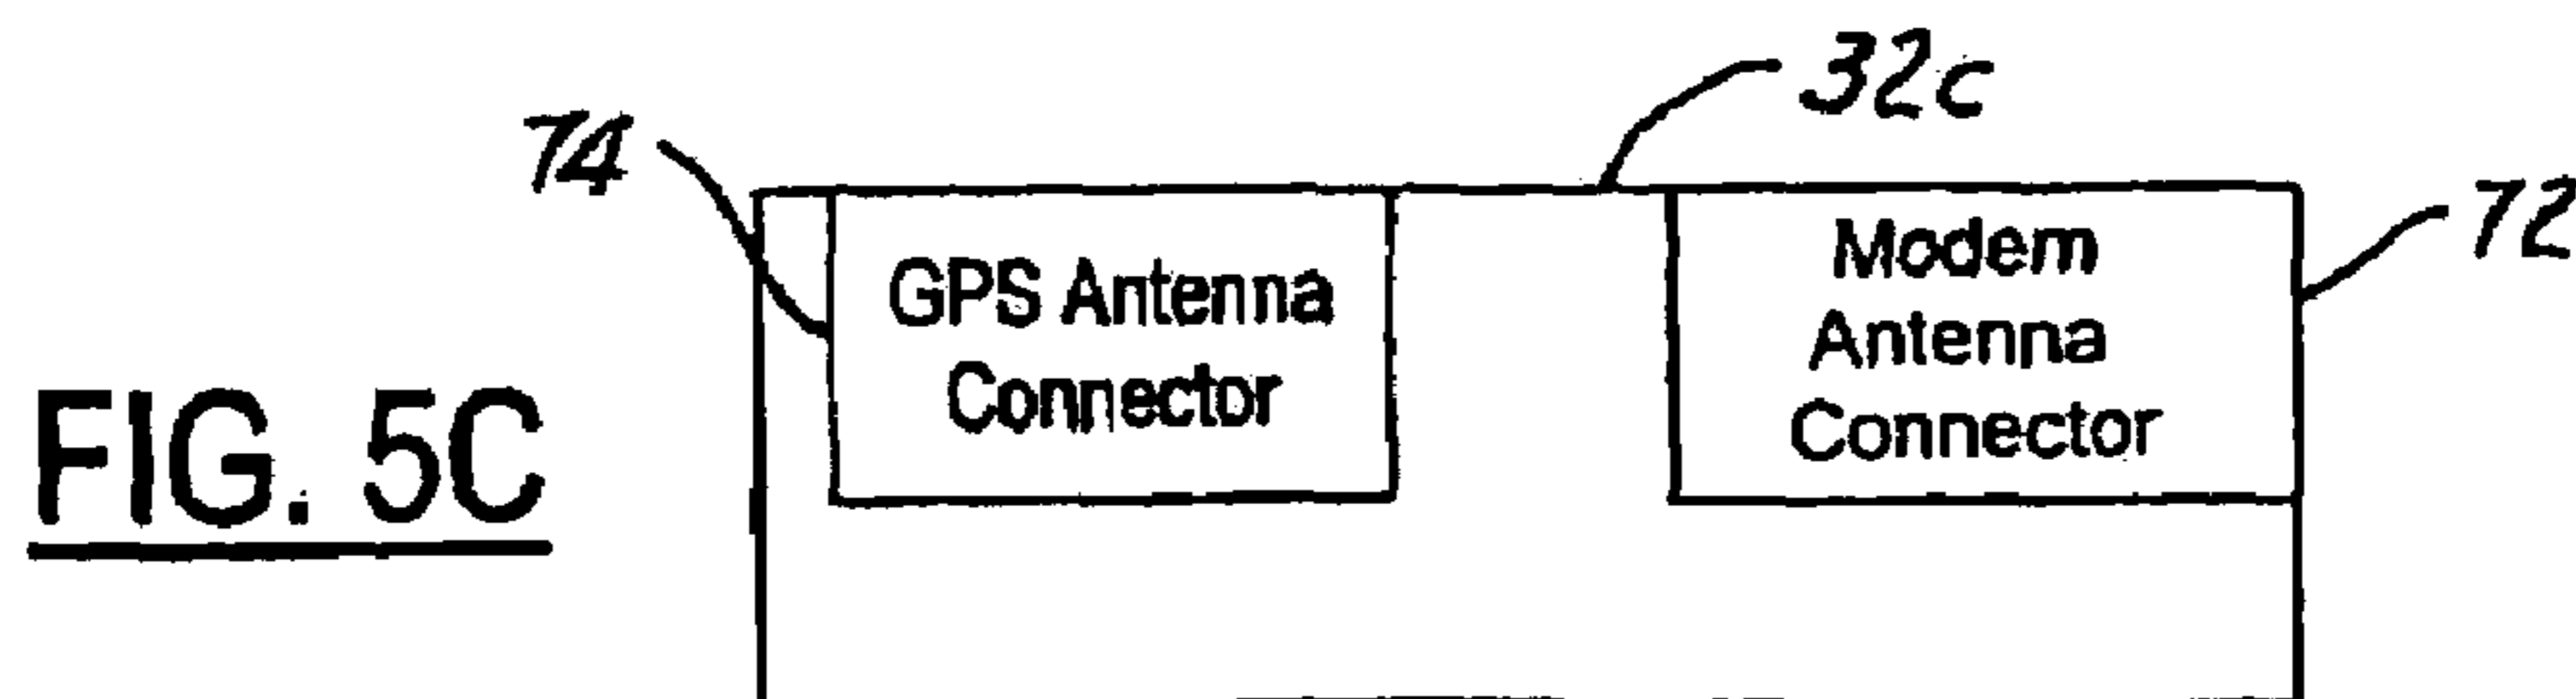 32c
74
72
GPS Antenna
Connector
Modem
Antenna
Connector
FIG. 5C